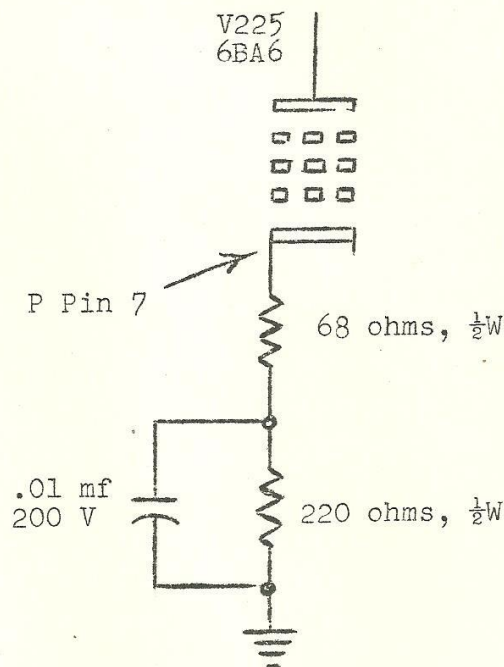 V225
6BA6
P Pin 7
68 ohms, ½W
.01 mf
200 V
220 ohms, ½W